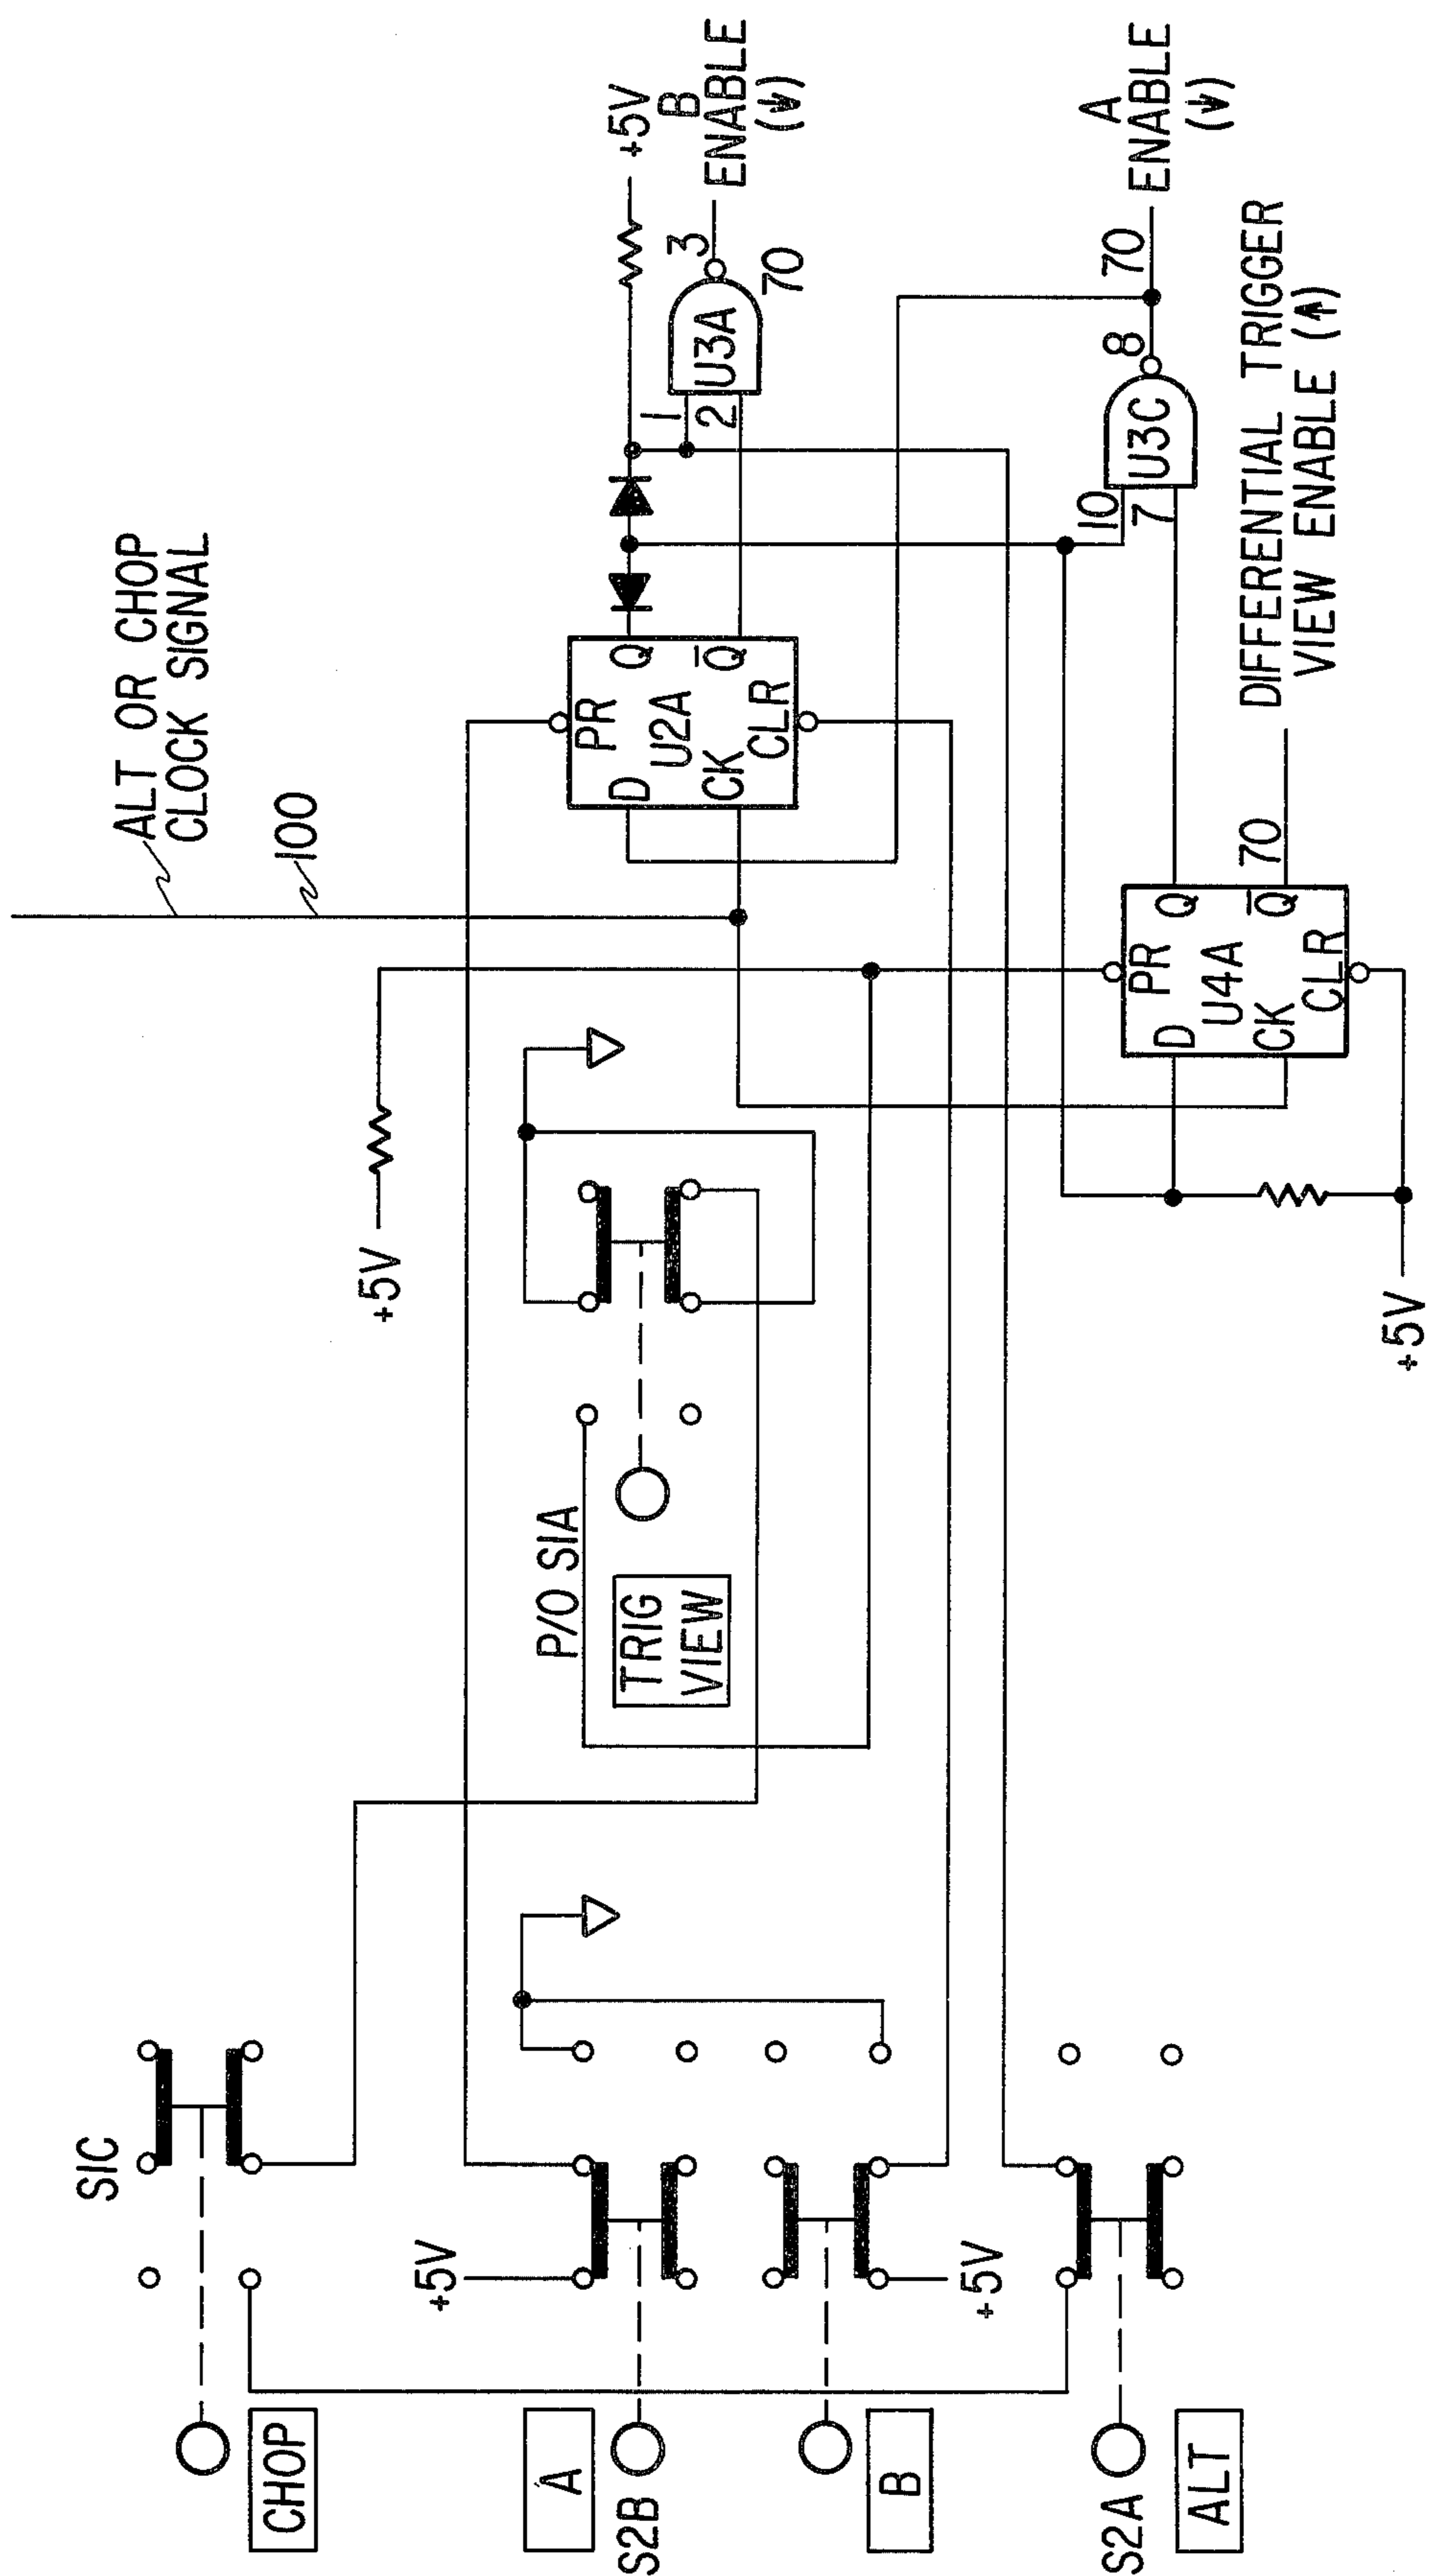 ALT OR CHOP
CLOCK SIGNAL
100
+5V
B
ENABLE
(↓)
3
70
U3A
1
2
Q
Q̅
PR
U2A
D
CK
CLR
A
ENABLE
(↓)
70
8
U3C
10
7
DIFFERENTIAL TRIGGER
VIEW ENABLE (↑)
70
Q
Q̅
PR
U4A
D
CK
CLR
+5V
+5V
P/O S1A
TRIG
VIEW
S1C
CHOP
+5V
A
S2B
B
+5V
S2A
ALT